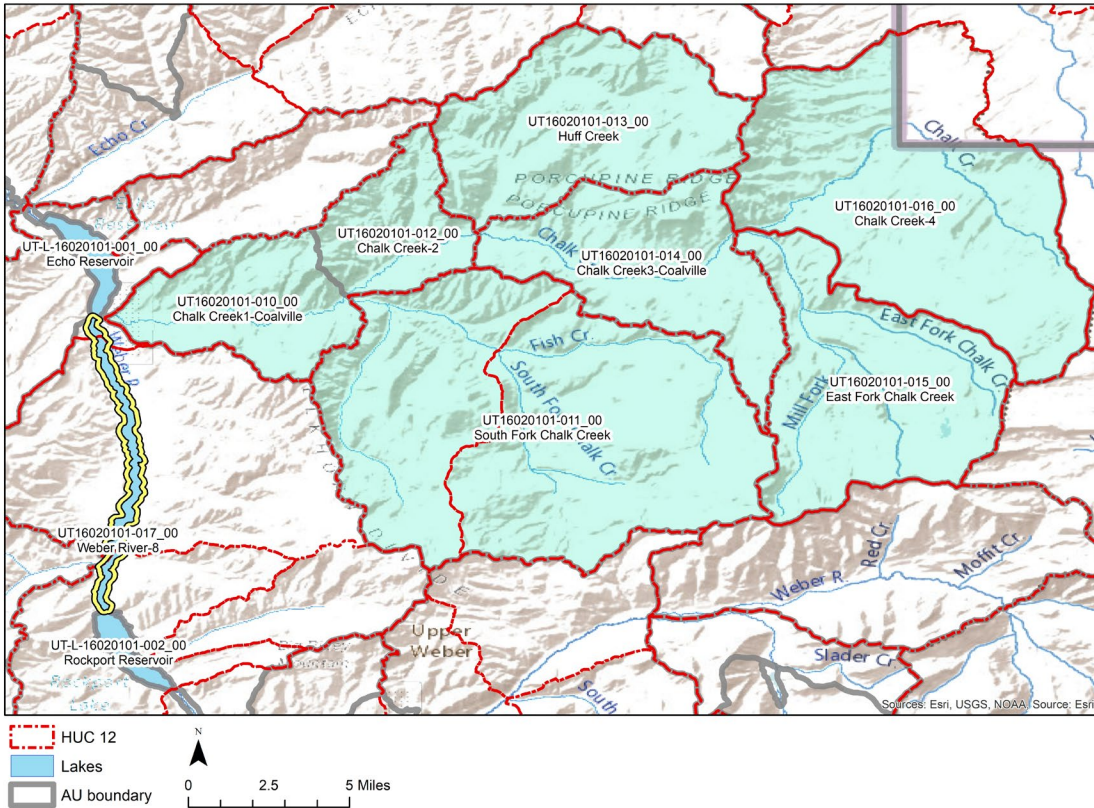 Echo Cr.
UT16020101-013_00
Huff Creek
Chalk Cr.
PORCUPINE RIDGE
PORCUPINE RIDGE
UT16020101-016_00
Chalk Creek-4
UT-L-16020101-001_00
Echo Reservoir
UT16020101-012_00
Chalk Creek-2
Chalk
UT16020101-014_00
Chalk Creek3-Coalville
UT16020101-010_00
Chalk Creek1-Coalville
Weber R.
Fish Cr.
East Fork Chalk Cr.
South Fork Chalk Cr.
Mill Fork
UT16020101-015_00
East Fork Chalk Creek
UT16020101-011_00
South Fork Chalk Creek
UT16020101-017_00
Weber River-8
Red Cr.
Moffit Cr.
Weber R.
UT-L-16020101-002_00
Rockport Reservoir
Upper
Weber
Slader Cr.
South
Sources: Esri, USGS, NOAA, Source: Esri
HUC 12
Lakes
AU boundary
N
0 2.5 5 Miles